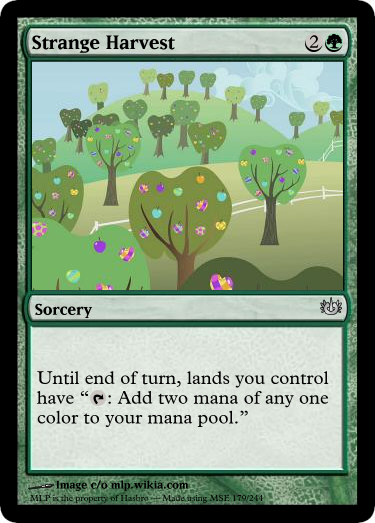 Strange Harvest 2
Sorcery
Until end of turn, lands you control
have “: Add two mana of any one
color to your mana pool.”
Image c/o mlp.wikia.com
MLP is the property of Hasbro — Made using MSE 179/244